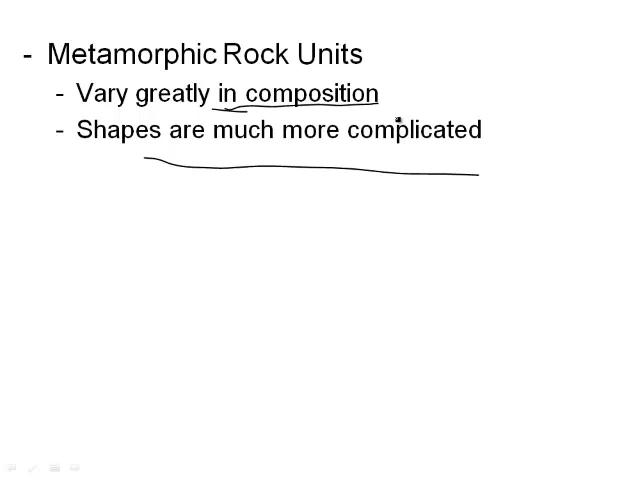 - Metamorphic Rock Units
- Vary greatly in composition
- Shapes are much more complicated